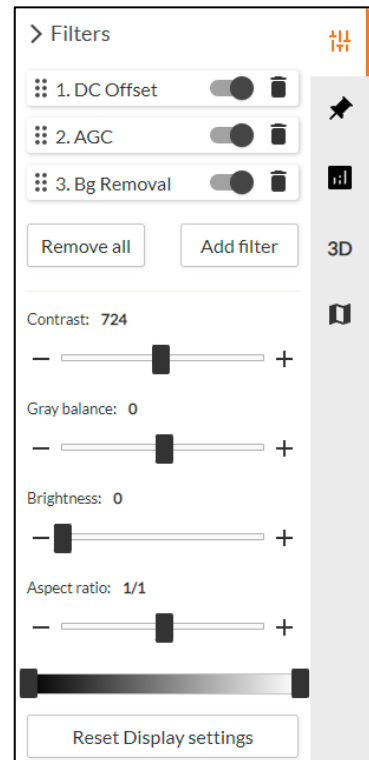 Filters
1. DC Offset
2. AGC
3. Bg Removal
Remove all Add filter
3D
Contrast: 724
− +
Gray balance: 0
− +
Brightness: 0
− +
Aspect ratio: 1/1
− +
Reset Display settings